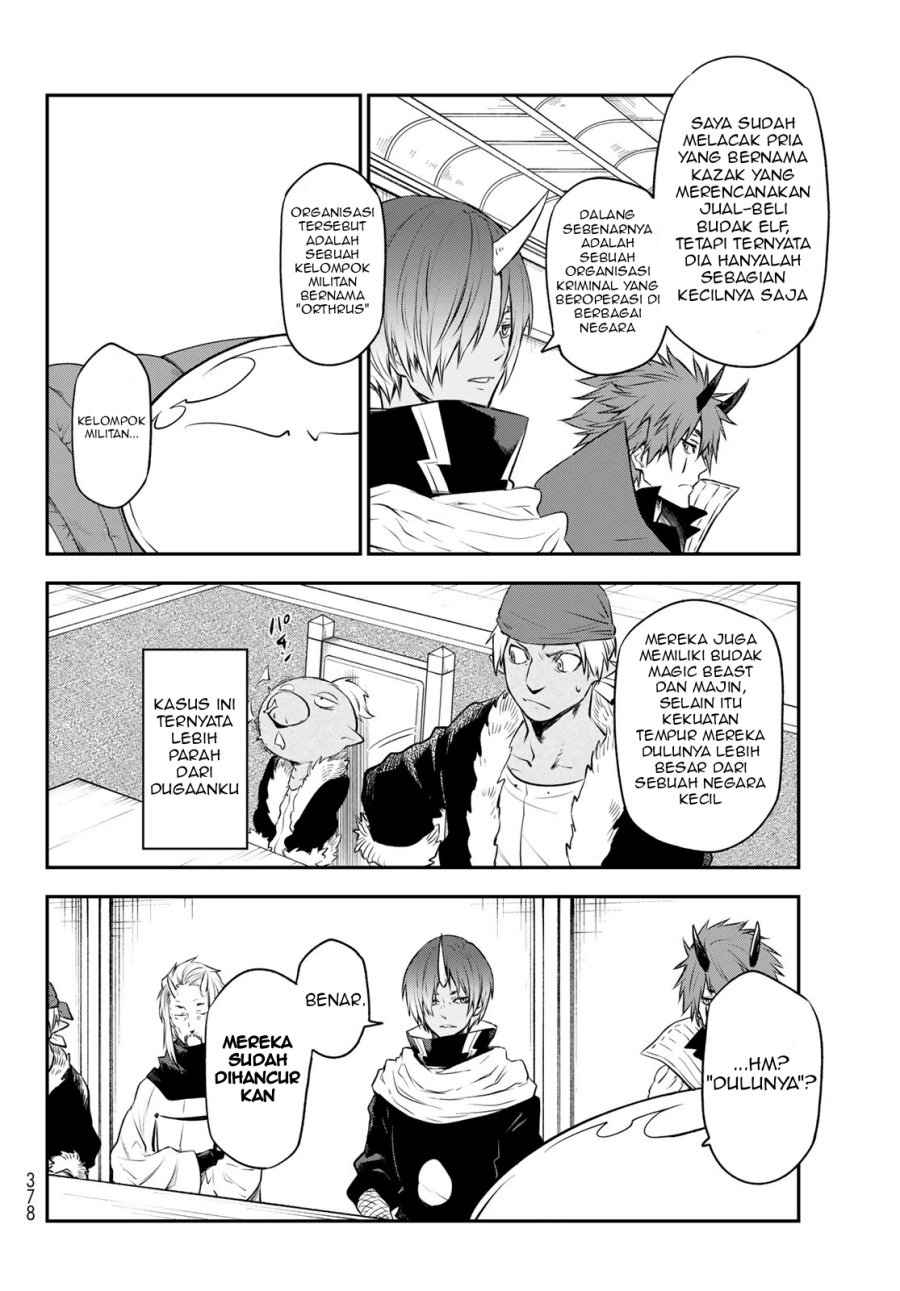 SAYA SUDAH
MELACAK PRIA
YANG BERNAMA
KAZAK YANG
MERENCANAKAN
JUAL-BELI
BUDAK ELF,
TETAPI TERNYATA
DIA HANYALAH
SEBAGIAN
KECILNYA SAJA
DALANG
SEBENARNYA
ADALAH
SEBUAH
ORGANISASI
KRIMINAL YANG
BEROPERASI DI
BERBAGAI
NEGARA
ORGANISASI
TERSEBUT
ADALAH
SEBUAH
KELOMPOK
MILITAN
BERNAMA
"ORTHRUS"
KELOMPOK
MILITAN...
MEREKA JUGA
MEMILIKI BUDAK
MAGIC BEAST
DAN MAJIN,
SELAIN ITU
KEKUATAN
TEMPUR MEREKA
DULUNYA LEBIH
BESAR DARI
SEBUAH NEGARA
KECIL
KASUS INI
TERNYATA
LEBIH
PARAH
DARI
DUGAANKU
...HM?
"DULUNYA"?
BENAR.
MEREKA
SUDAH
DIHANCUR
KAN
378